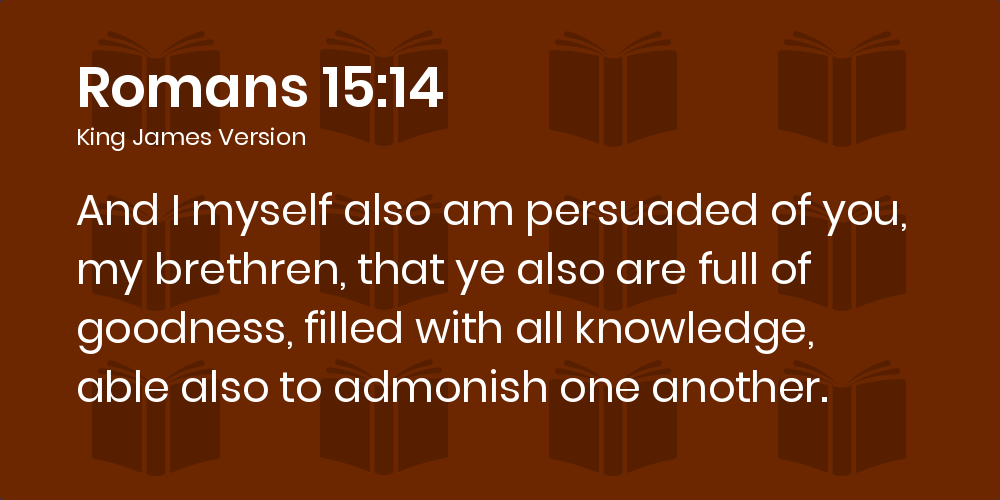 Romans 15:14
King James Version
And I myself also am persuaded of you,
my brethren, that ye also are full of
goodness, filled with all knowledge,
able also to admonish one another.